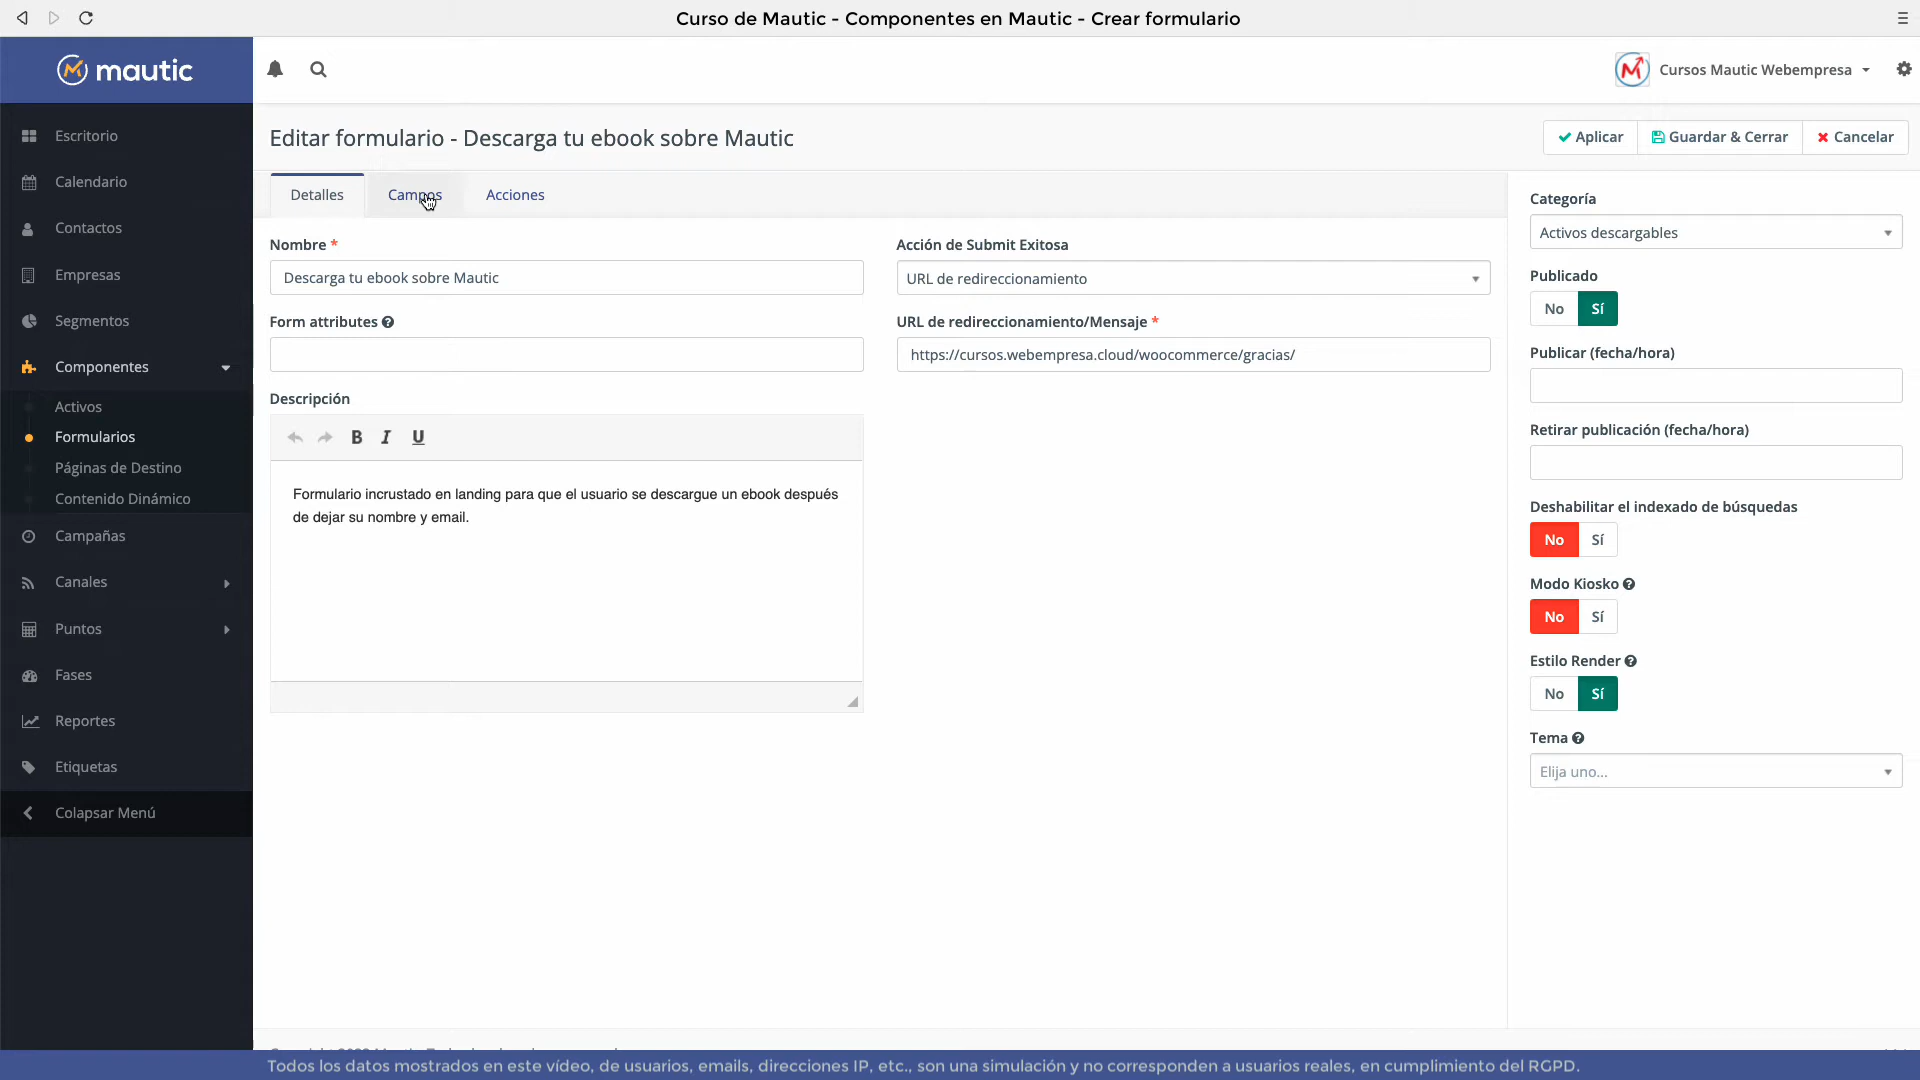 Curso de Mautic - Componentes en Mautic - Crear formulario
mautic
Cursos Mautic Webempresa
Escritorio
Calendario
Contactos
Empresas
Segmentos
Componentes
Activos
Formularios
Páginas de Destino
Contenido Dinámico
Campañas
Canales
Puntos
Fases
Reportes
Etiquetas
Colapsar Menú
Editar formulario - Descarga tu ebook sobre Mautic
Aplicar
Guardar & Cerrar
Cancelar
Detalles
Campos
Acciones
Nombre *
Descarga tu ebook sobre Mautic
Form attributes
Descripción
B I U
Formulario incrustado en landing para que el usuario se descargue un ebook después
de dejar su nombre y email.
Acción de Submit Exitosa
URL de redireccionamiento
URL de redireccionamiento/Mensaje *
https://cursos.webempresa.cloud/woocommerce/gracias/
Categoría
Activos descargables
Publicado
No Sí
Publicar (fecha/hora)
Retirar publicación (fecha/hora)
Deshabilitar el indexado de búsquedas
No Sí
Modo Kiosko
No Sí
Estilo Render
No Sí
Tema
Elija uno...
Todos los datos mostrados en este vídeo, de usuarios, emails, direcciones IP, etc., son una simulación y no corresponden a usuarios reales, en cumplimiento del RGPD.